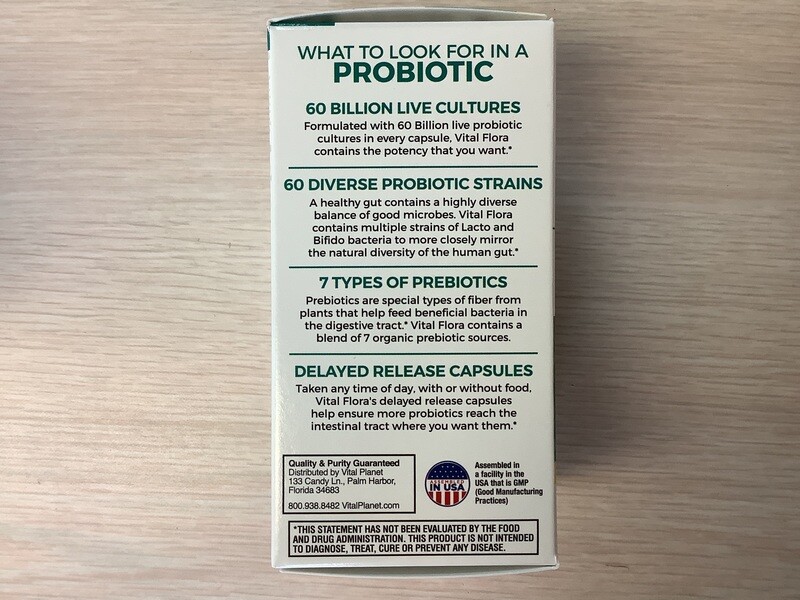 WHAT TO LOOK FOR IN A
PROBIOTIC
60 BILLION LIVE CULTURES
Formulated with 60 Billion live probiotic
cultures in every capsule, Vital Flora
contains the potency that you want.*
60 DIVERSE PROBIOTIC STRAINS
A healthy gut contains a highly diverse
balance of good microbes. Vital Flora
contains multiple strains of Lacto and
Bifido bacteria to more closely mirror
the natural diversity of the human gut.*
7 TYPES OF PREBIOTICS
Prebiotics are special types of fiber from
plants that help feed beneficial bacteria in
the digestive tract.* Vital Flora contains a
blend of 7 organic prebiotic sources.
DELAYED RELEASE CAPSULES
Taken any time of day, with or without food,
Vital Flora's delayed release capsules
help ensure more probiotics reach the
intestinal tract where you want them.*
Quality & Purity Guaranteed
Distributed by Vital Planet
133 Candy Ln., Palm Harbor,
Florida 34683
800.938.8482 VitalPlanet.com
ASSEMBLED
IN USA
Assembled in
a facility in the
USA that is GMP
(Good Manufacturing
Practices)
*THIS STATEMENT HAS NOT BEEN EVALUATED BY THE FOOD
AND DRUG ADMINISTRATION. THIS PRODUCT IS NOT INTENDED
TO DIAGNOSE, TREAT, CURE OR PREVENT ANY DISEASE.